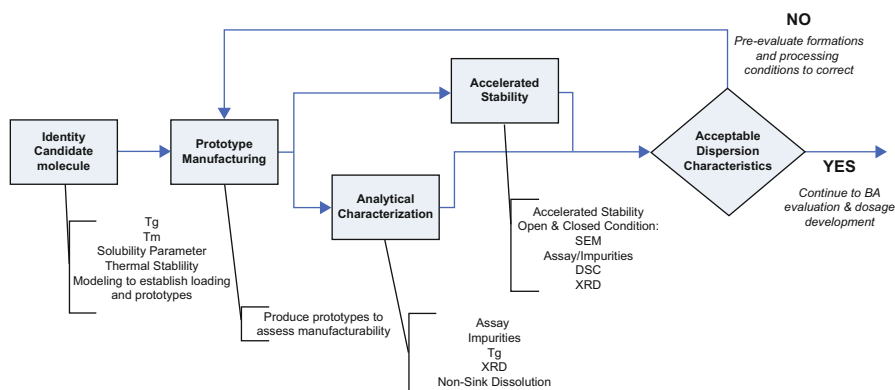 NO
Pre-evaluate formations
and processing
conditions to correct
Accelerated
Stability
Identity
Candidate
molecule
Prototype
Manufacturing
Acceptable
Dispersion
Characteristics
YES
Continue to BA
evaluation & dosage
development
Analytical
Characterization
Tg
Tm
Solubility Parameter
Thermal Stablility
Modeling to establish loading
and prototypes
Accelerated Stability
Open & Closed Condition:
SEM
Assay/Impurities
DSC
XRD
Produce prototypes to
assess manufacturability
Assay
Impurities
Tg
XRD
Non-Sink Dissolution